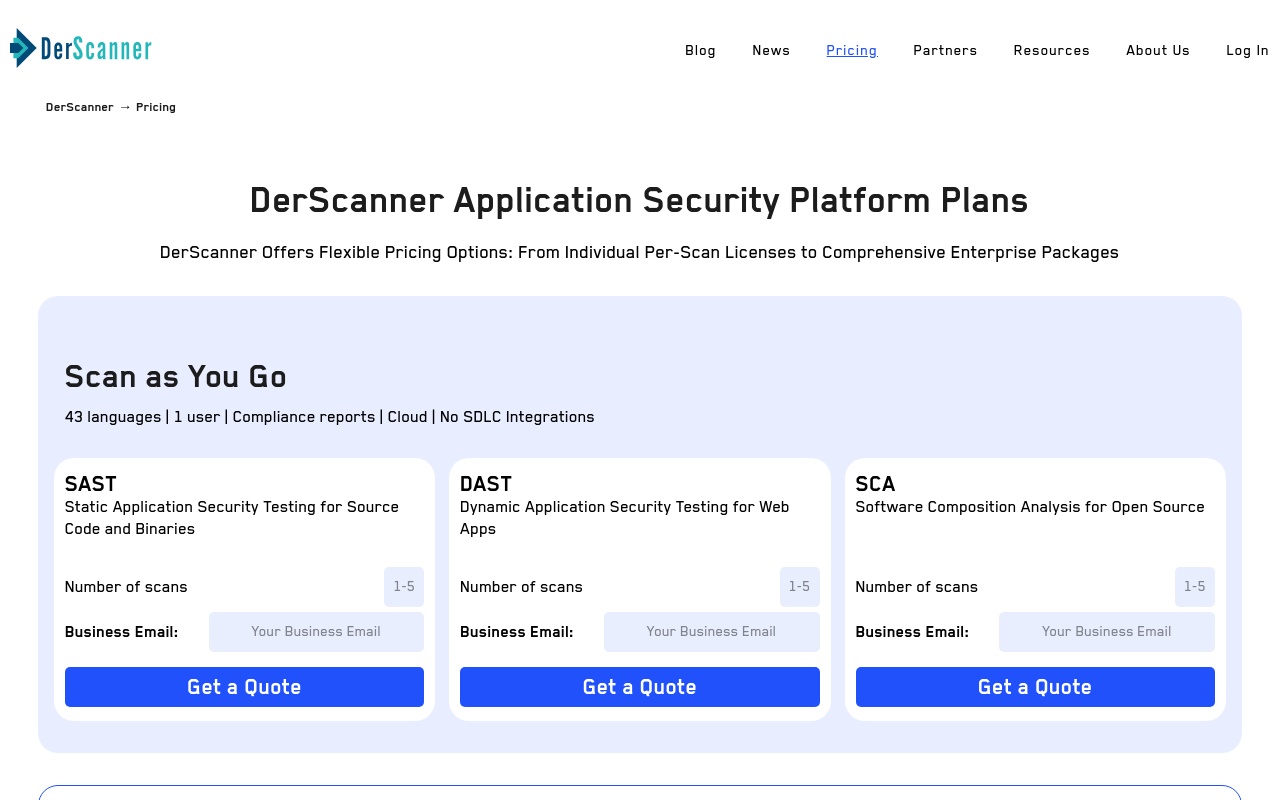 DerScanner
Blog News Pricing Partners Resources About Us Log In
DerScanner → Pricing
DerScanner Application Security Platform Plans
DerScanner Offers Flexible Pricing Options: From Individual Per-Scan Licenses to Comprehensive Enterprise Packages
Scan as You Go
43 languages | 1 user | Compliance reports | Cloud | No SDLC Integrations
SAST
Static Application Security Testing for Source
Code and Binaries
Number of scans 1-5
Business Email: Your Business Email
Get a Quote
DAST
Dynamic Application Security Testing for Web
Apps
Number of scans 1-5
Business Email: Your Business Email
Get a Quote
SCA
Software Composition Analysis for Open Source
Number of scans 1-5
Business Email: Your Business Email
Get a Quote